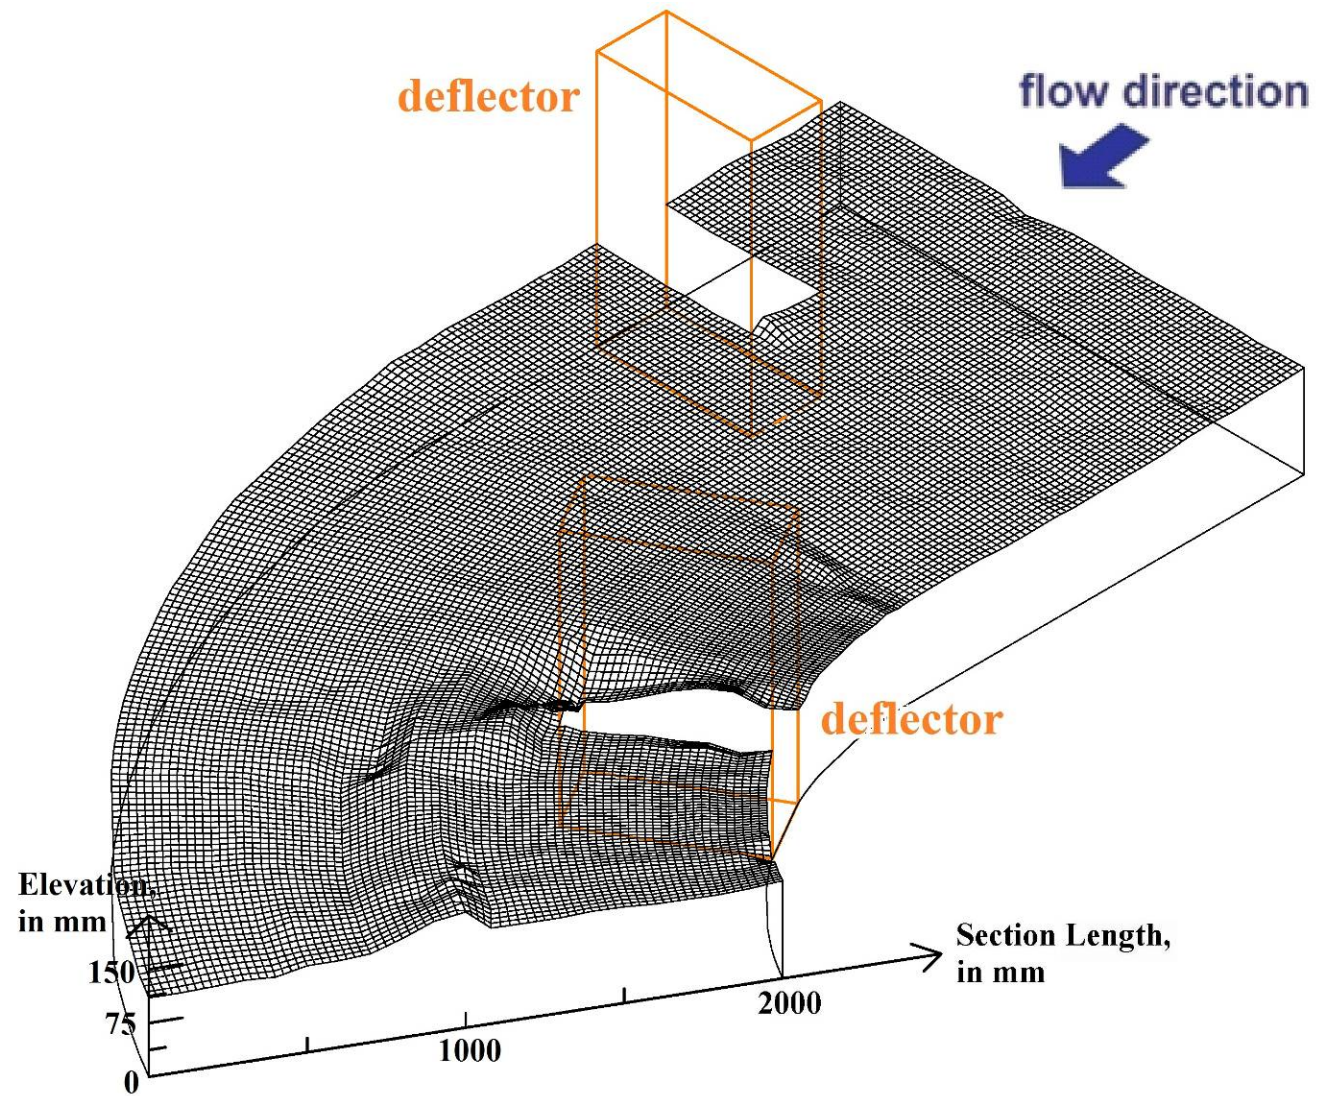 deflector
flow direction
deflector
Elevation,
in mm
150
75
0
1000
2000
Section Length,
in mm